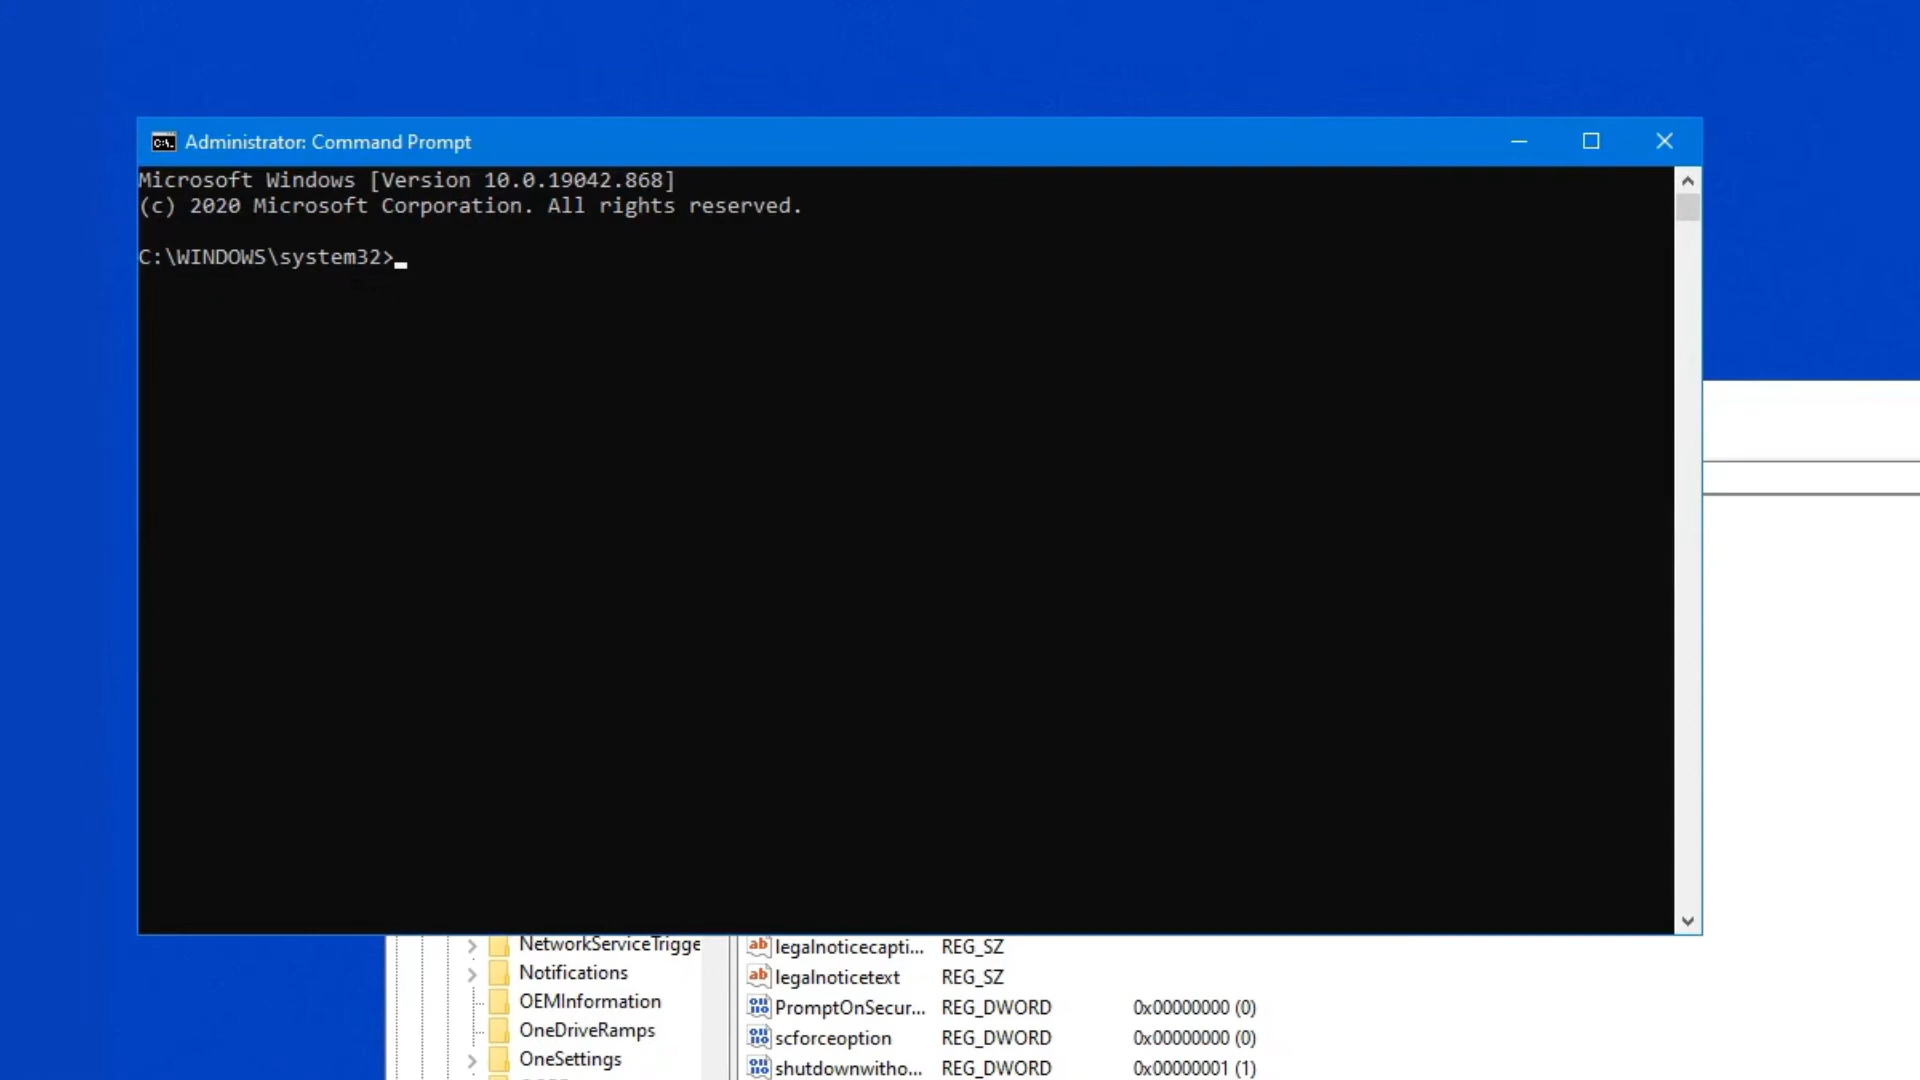 Administrator: Command Prompt
Microsoft Windows [Version 10.0.19042.868]
(c) 2020 Microsoft Corporation. All rights reserved.
C:\WINDOWS\system32>
NetworkServiceTrigge
Notifications
OEMInformation
OneDriveRamps
OneSettings
legalnoticecapti... REG_SZ
legalnoticetext REG_SZ
PromptOnSecur... REG_DWORD 0x00000000 (0)
scforceoption REG_DWORD 0x00000000 (0)
shutdownwitho... REG_DWORD 0x00000001 (1)